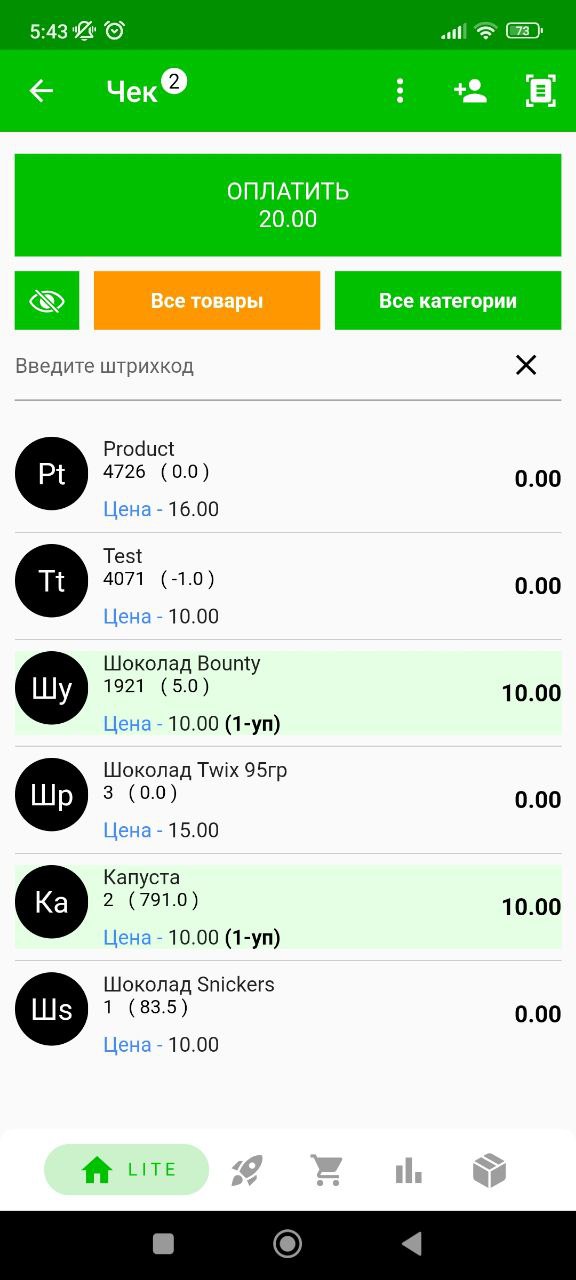 5:43
73
Чек 2
ОПЛАТИТЬ
20.00
Все товары
Все категории
Введите штрихкод
Pt
Product
4726 ( 0.0 )
0.00
Цена - 16.00
Tt
Test
4071 ( -1.0 )
0.00
Цена - 10.00
Шу
Шоколад Bounty
1921 ( 5.0 )
10.00
Цена - 10.00 (1-уп)
Шр
Шоколад Twix 95гр
3 ( 0.0 )
0.00
Цена - 15.00
Ка
Капуста
2 ( 791.0 )
10.00
Цена - 10.00 (1-уп)
Шs
Шоколад Snickers
1 ( 83.5 )
0.00
Цена - 10.00
LITE